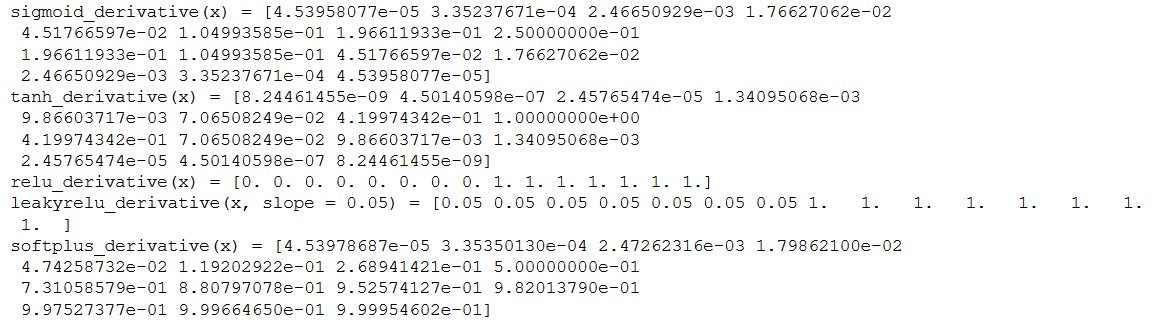 sigmoid_derivative(x) = [4.53958077e-05 3.35237671e-04 2.46650929e-03 1.76627062e-02
 4.51766597e-02 1.04993585e-01 1.96611933e-01 2.50000000e-01
 1.96611933e-01 1.04993585e-01 4.51766597e-02 1.76627062e-02
 2.46650929e-03 3.35237671e-04 4.53958077e-05]
tanh_derivative(x) = [8.24461455e-09 4.50140598e-07 2.45765474e-05 1.34095068e-03
 9.86603717e-03 7.06508249e-02 4.19974342e-01 1.00000000e+00
 4.19974342e-01 7.06508249e-02 9.86603717e-03 1.34095068e-03
 2.45765474e-05 4.50140598e-07 8.24461455e-09]
relu_derivative(x) = [0. 0. 0. 0. 0. 0. 0. 0. 1. 1. 1. 1. 1. 1. 1.]
leakyrelu_derivative(x, slope = 0.05) = [0.05 0.05 0.05 0.05 0.05 0.05 0.05 1.   1.   1.   1.   1.   1.   1.
 1.  ]
softplus_derivative(x) = [4.53978687e-05 3.35350130e-04 2.47262316e-03 1.79862100e-02
 4.74258732e-02 1.19202922e-01 2.68941421e-01 5.00000000e-01
 7.31058579e-01 8.80797078e-01 9.52574127e-01 9.82013790e-01
 9.97527377e-01 9.99664650e-01 9.99954602e-01]